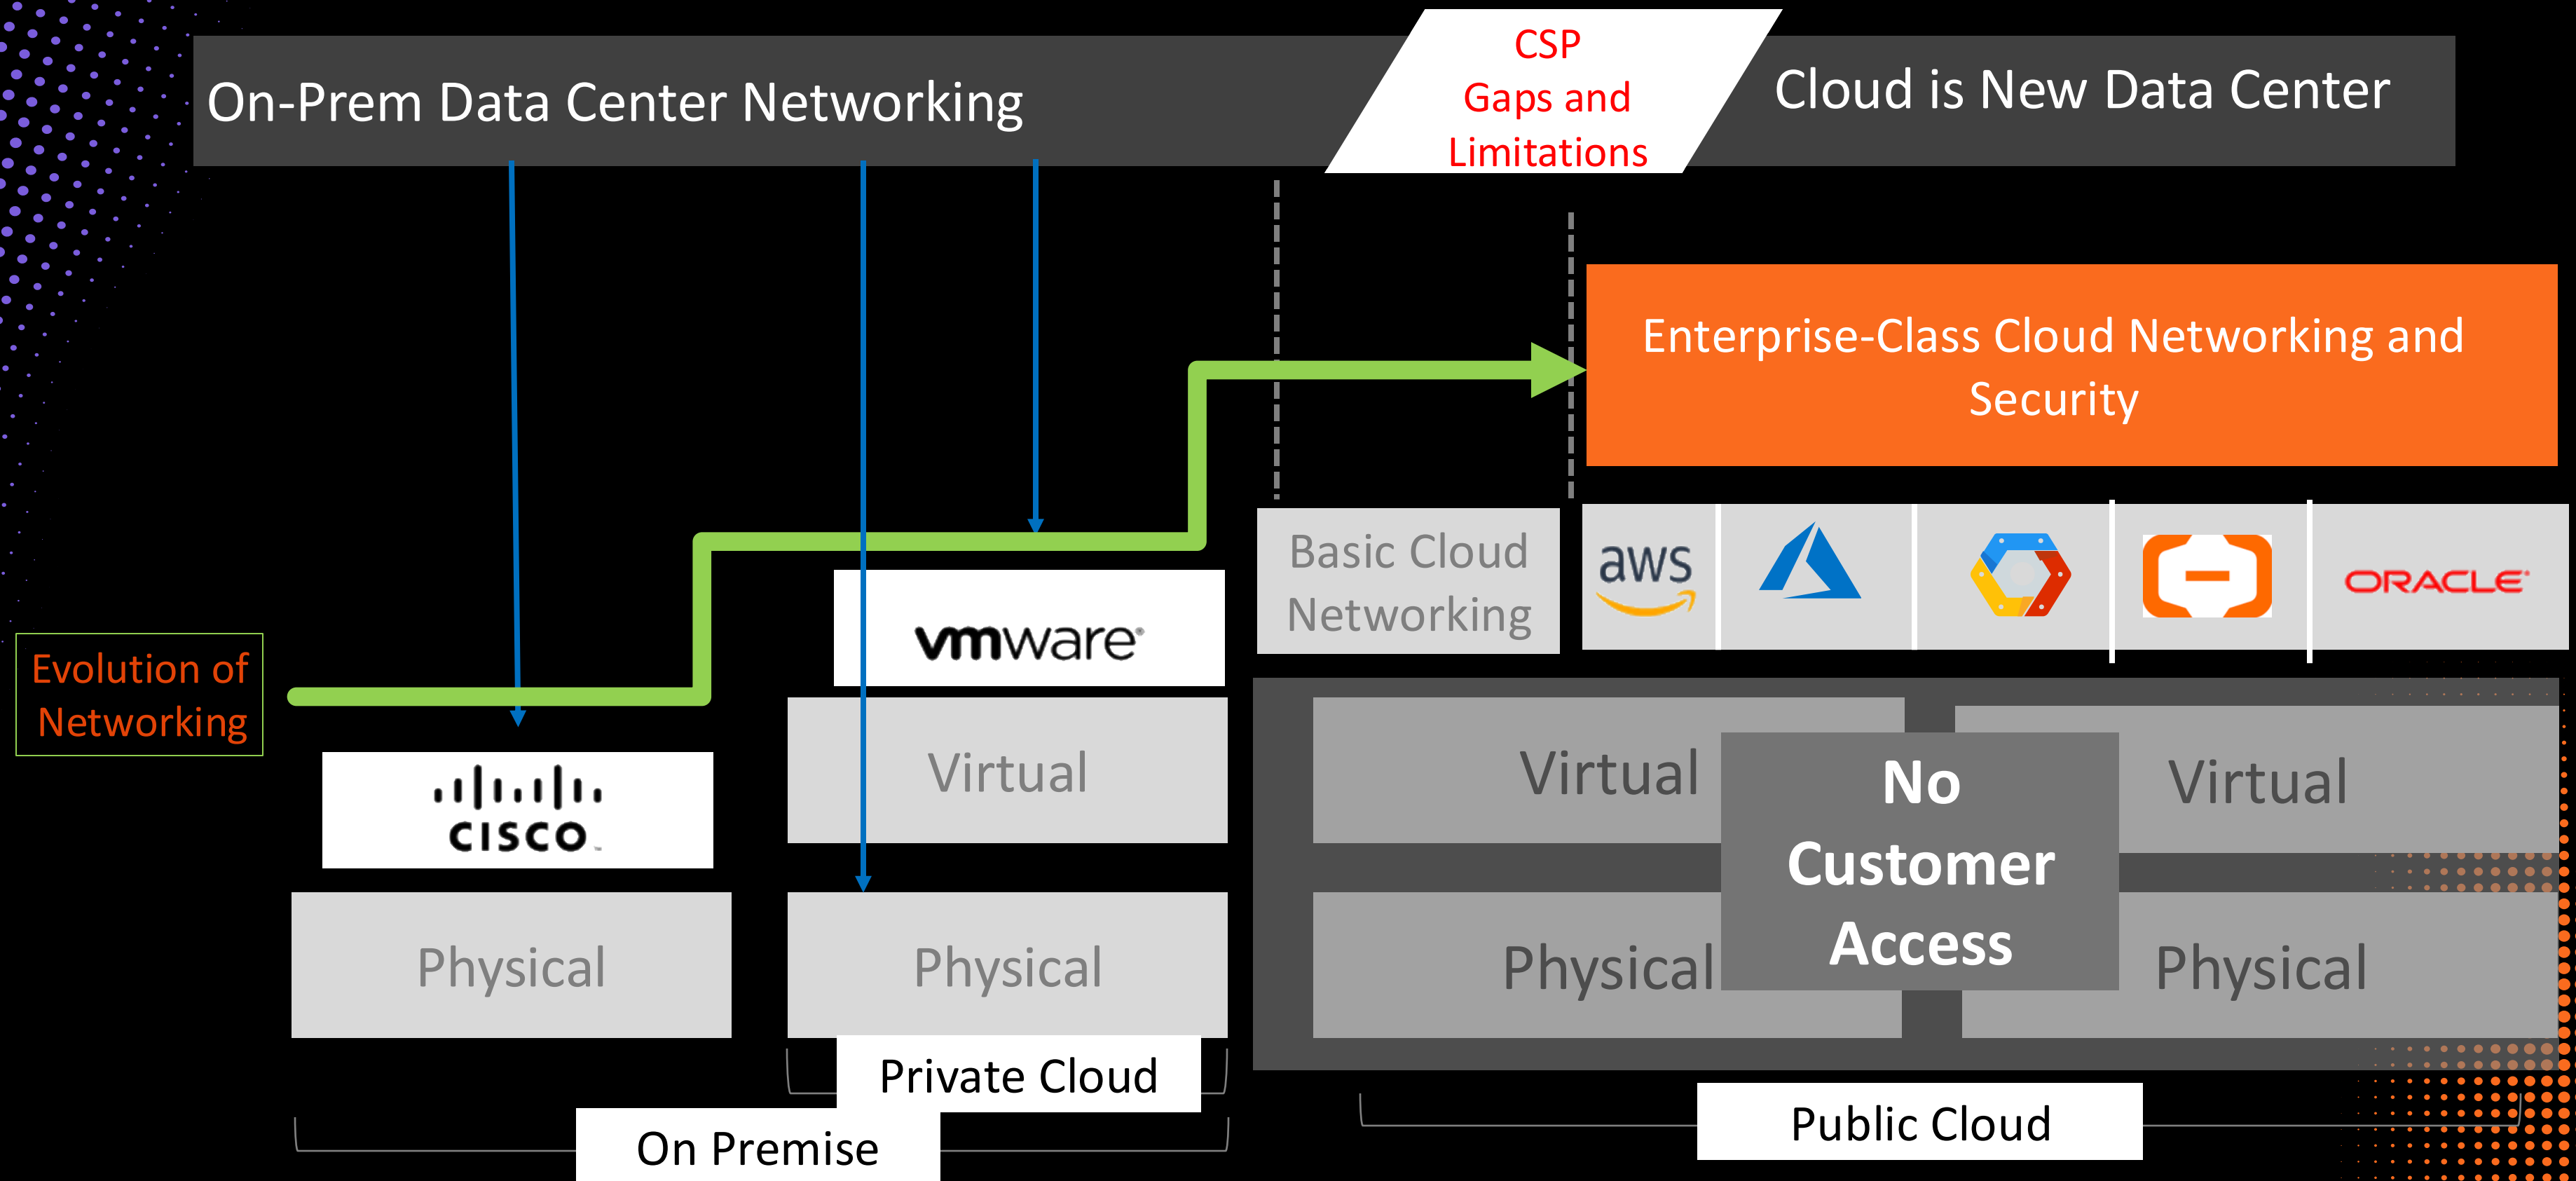 On-Prem Data Center Networking
CSP
Gaps and
Limitations
Cloud is New Data Center
Enterprise-Class Cloud Networking and
Security
Basic Cloud
Networking
aws
ORACLE®
vmware®
Evolution of
Networking
CISCO
Virtual
Virtual
Virtual
No
Customer
Access
Physical
Physical
Physical
Physical
Private Cloud
On Premise
Public Cloud